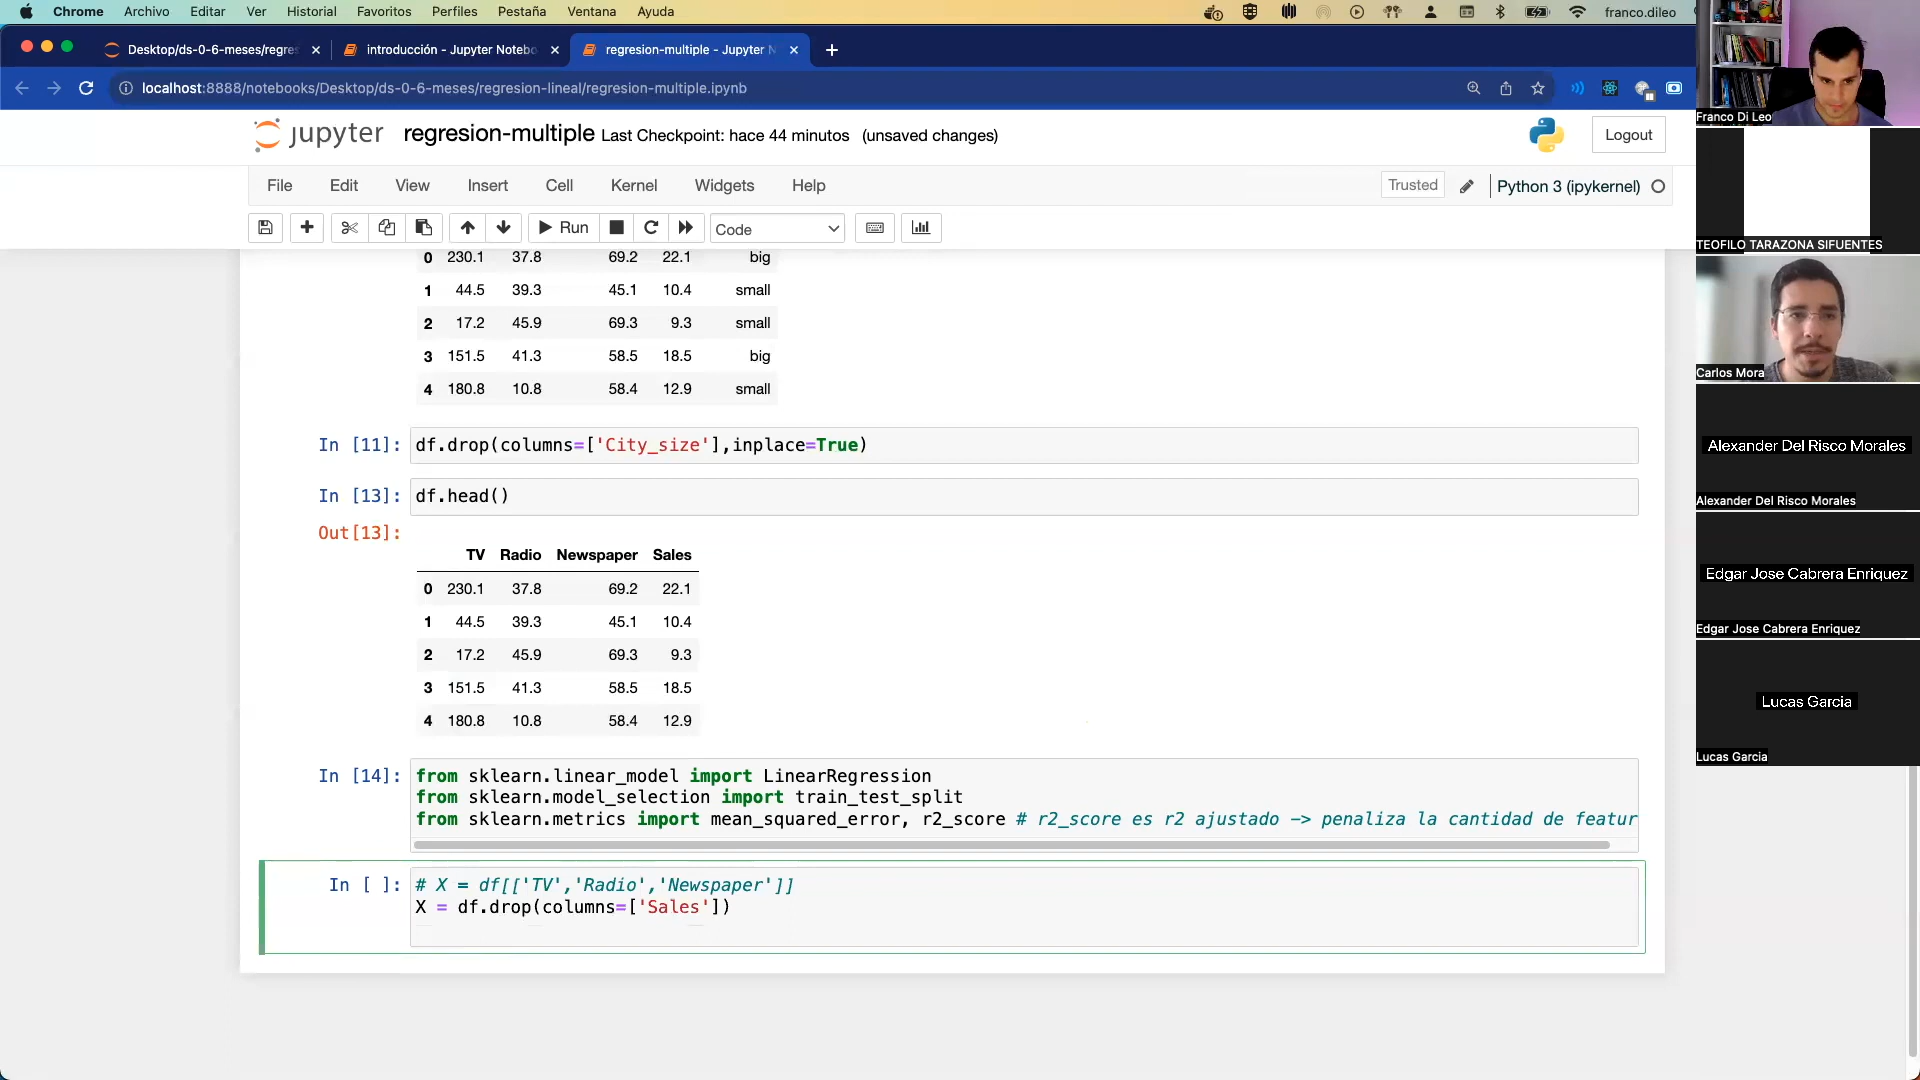 Chrome Archivo Editar Ver Historial Favoritos Perfiles Pestaña Ventana Ayuda franco.dileo
Desktop/ds-0-6-meses/regres introducción - Jupyter Notebo regresion-multiple - Jupyter N
localhost:8888/notebooks/Desktop/ds-0-6-meses/regresion-lineal/regresion-multiple.ipynb
jupyter regresion-multiple Last Checkpoint: hace 44 minutos (unsaved changes) Logout
File Edit View Insert Cell Kernel Widgets Help Trusted Python 3 (ipykernel)
Run Code
0 230.1 37.8 69.2 22.1 big
1 44.5 39.3 45.1 10.4 small
2 17.2 45.9 69.3 9.3 small
3 151.5 41.3 58.5 18.5 big
4 180.8 10.8 58.4 12.9 small
In [11]: df.drop(columns=['City_size'],inplace=True)
In [13]: df.head()
Out[13]:
TV Radio Newspaper Sales
0 230.1 37.8 69.2 22.1
1 44.5 39.3 45.1 10.4
2 17.2 45.9 69.3 9.3
3 151.5 41.3 58.5 18.5
4 180.8 10.8 58.4 12.9
In [14]: from sklearn.linear_model import LinearRegression
from sklearn.model_selection import train_test_split
from sklearn.metrics import mean_squared_error, r2_score # r2_score es r2 ajustado -> penaliza la cantidad de featur
In [ ]: # X = df[['TV','Radio','Newspaper']]
X = df.drop(columns=['Sales'])
Franco Di Leo
TEOFILO TARAZONA SIFUENTES
Carlos Mora
Alexander Del Risco Morales
Alexander Del Risco Morales
Edgar Jose Cabrera Enriquez
Edgar Jose Cabrera Enriquez
Lucas Garcia
Lucas Garcia